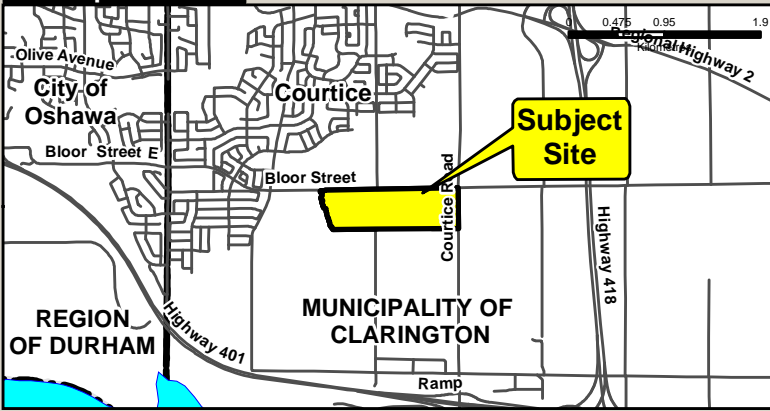 0 0.475 0.95 1.9
Kilometres
Regional Highway 2
Olive Avenue
City of
Oshawa
Courtice
Subject
Site
Bloor Street E
Bloor Street
Courtice Road
Highway 418
Highway 401
REGION
OF DURHAM
MUNICIPALITY OF
CLARINGTON
Ramp